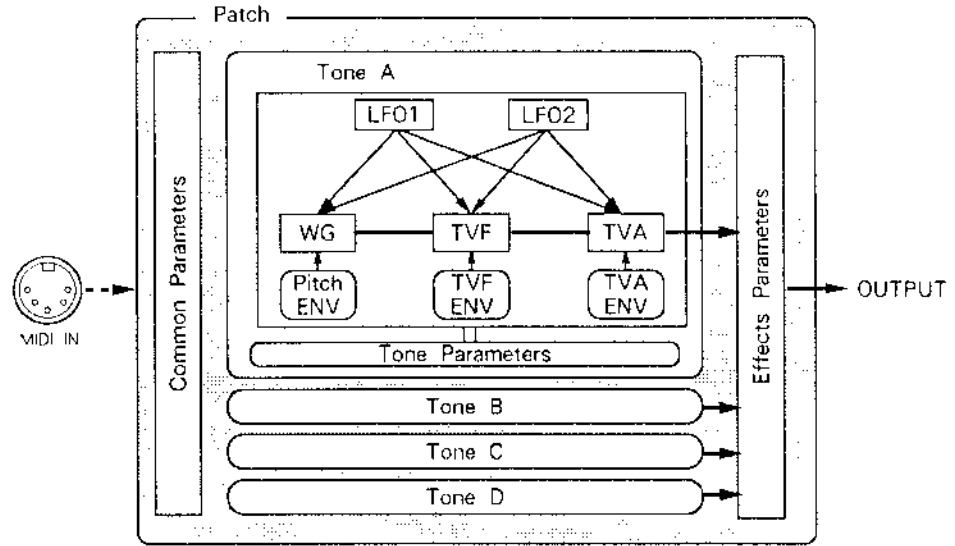 Patch
Tone A
LFO1
LFO2
WG
TVF
TVA
Pitch
ENV
TVF
ENV
TVA
ENV
Tone Parameters
Tone B
Tone C
Tone D
Common Parameters
Effects Parameters
MIDI IN
OUTPUT